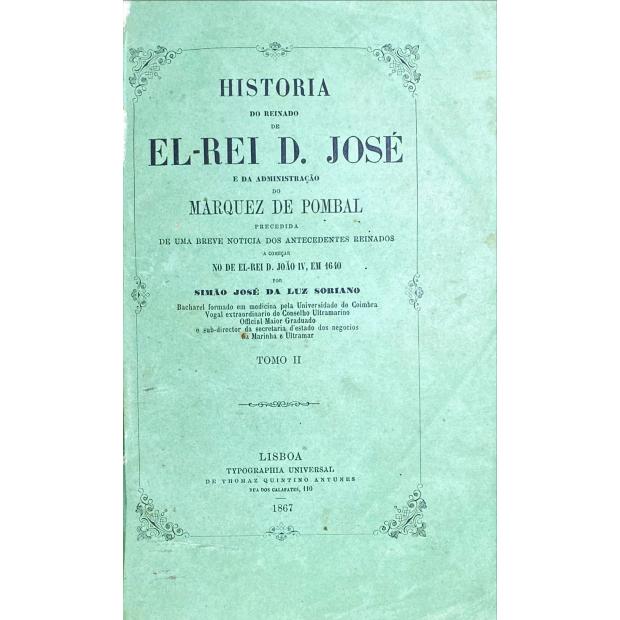 HISTORIA
DO REINADO
DE
EL-REI D. JOSÉ
E DA ADMINISTRAÇÃO
DO
MARQUEZ DE POMBAL
PRECEDIDA
DE UMA BREVE NOTICIA DOS ANTECEDENTES REINADOS
A COMEÇAR
NO DE EL-REI D. JOÃO IV, EM 1640
POR
SIMÃO JOSÉ DA LUZ SORIANO
Bacharel formado em medicina pela Universidade de Coimbra
Vogal extraordinario do Conselho Ultramarino
Official Maior Graduado
e sub-director da secretaria d'estado dos negocios
da Marinha e Ultramar
TOMO II
LISBOA
TYPOGRAPHIA UNIVERSAL
DE THOMAZ QUINTINO ANTUNES
RUA DOS CALAFATES, 110
1867